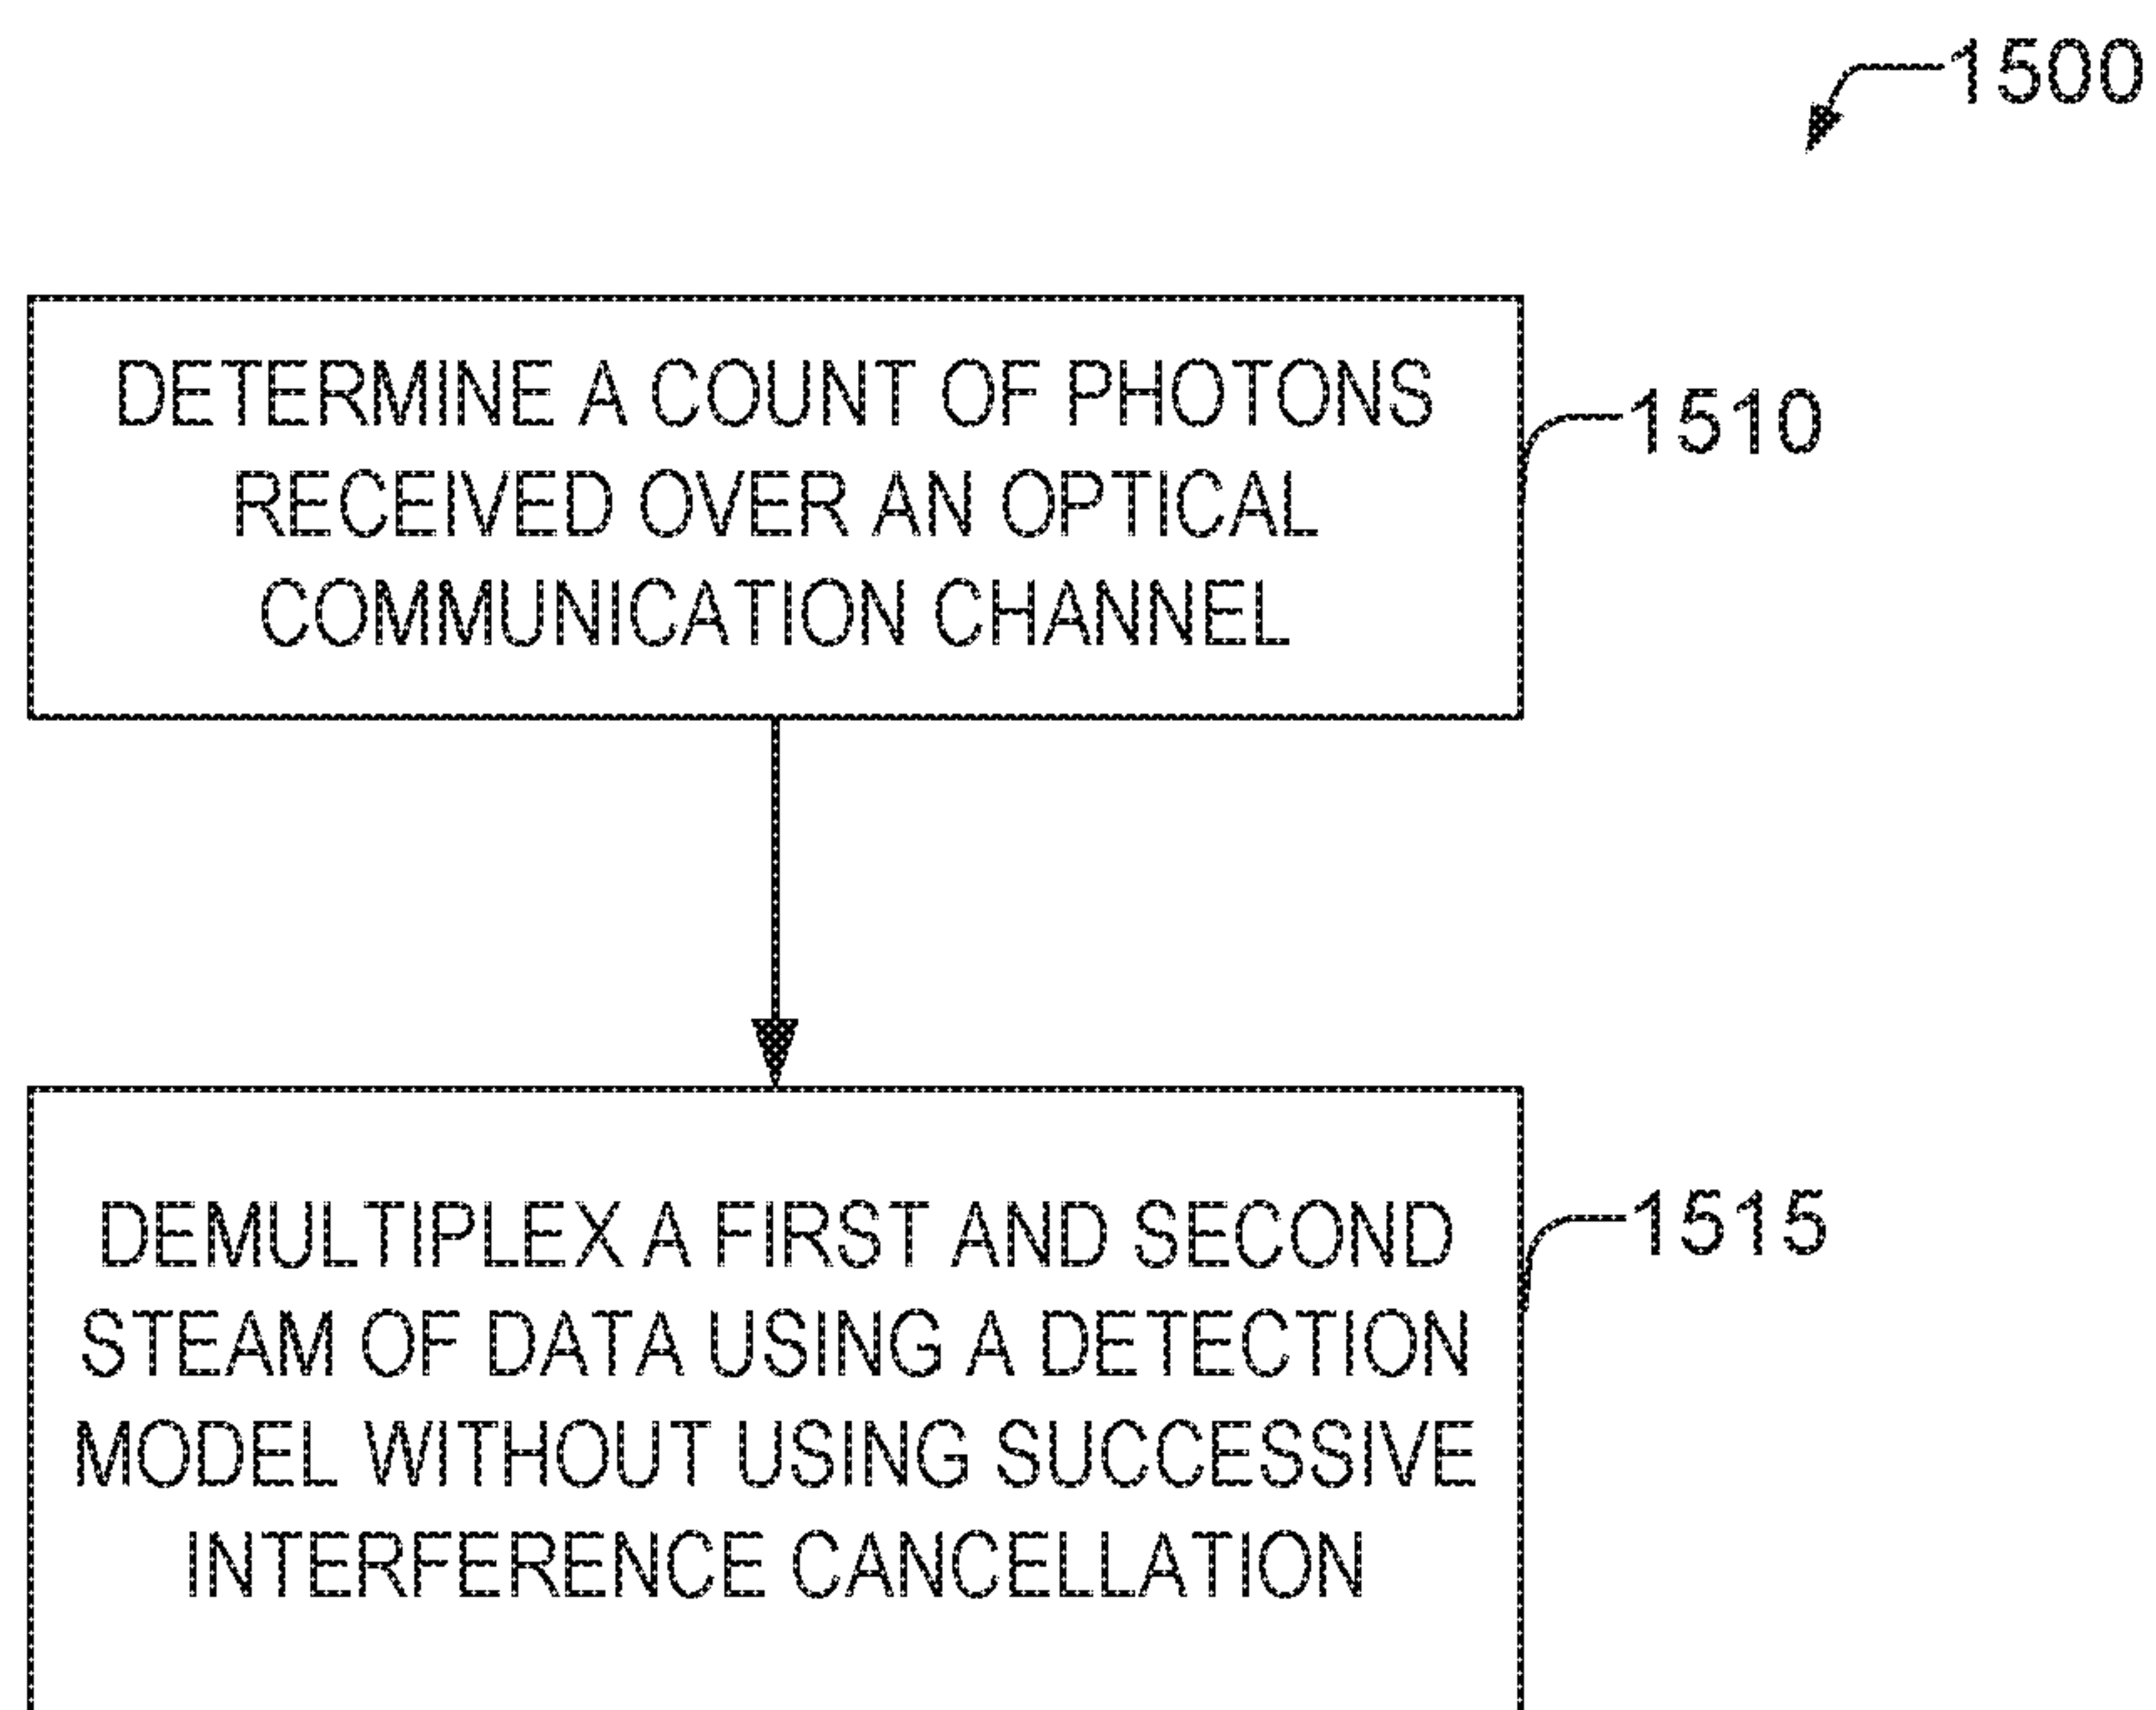 1500
DETERMINE A COUNT OF PHOTONS
RECEIVED OVER AN OPTICAL
COMMUNICATION CHANNEL
1510
DEMULTIPLEX A FIRST AND SECOND
STEAM OF DATA USING A DETECTION
MODEL WITHOUT USING SUCCESSIVE
INTERFERENCE CANCELLATION
1515